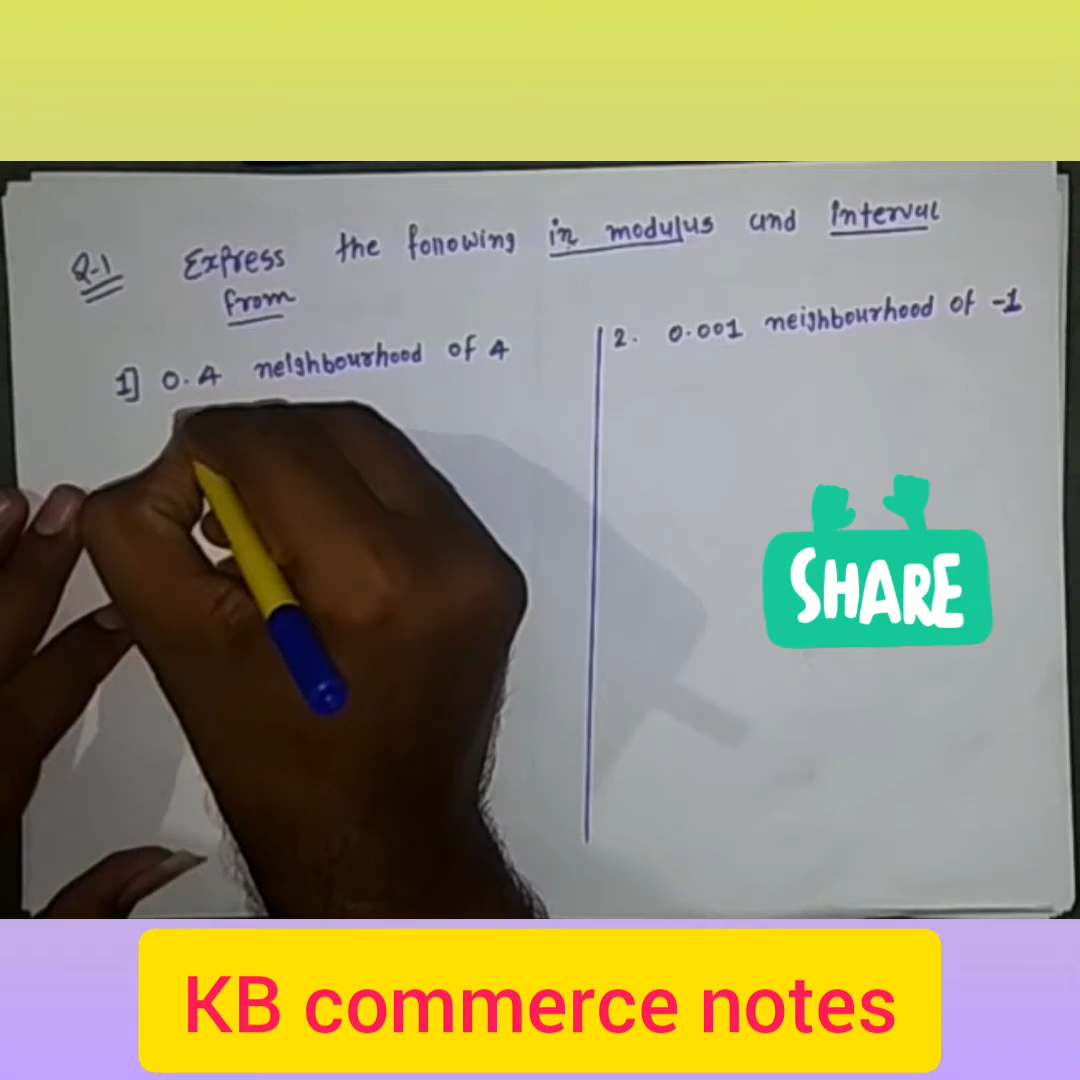 Q-1 Express the following in modulus and interval
from
1] 0.4 neighbourhood of 4
2. 0.001 neighbourhood of -1
SHARE
KB commerce notes